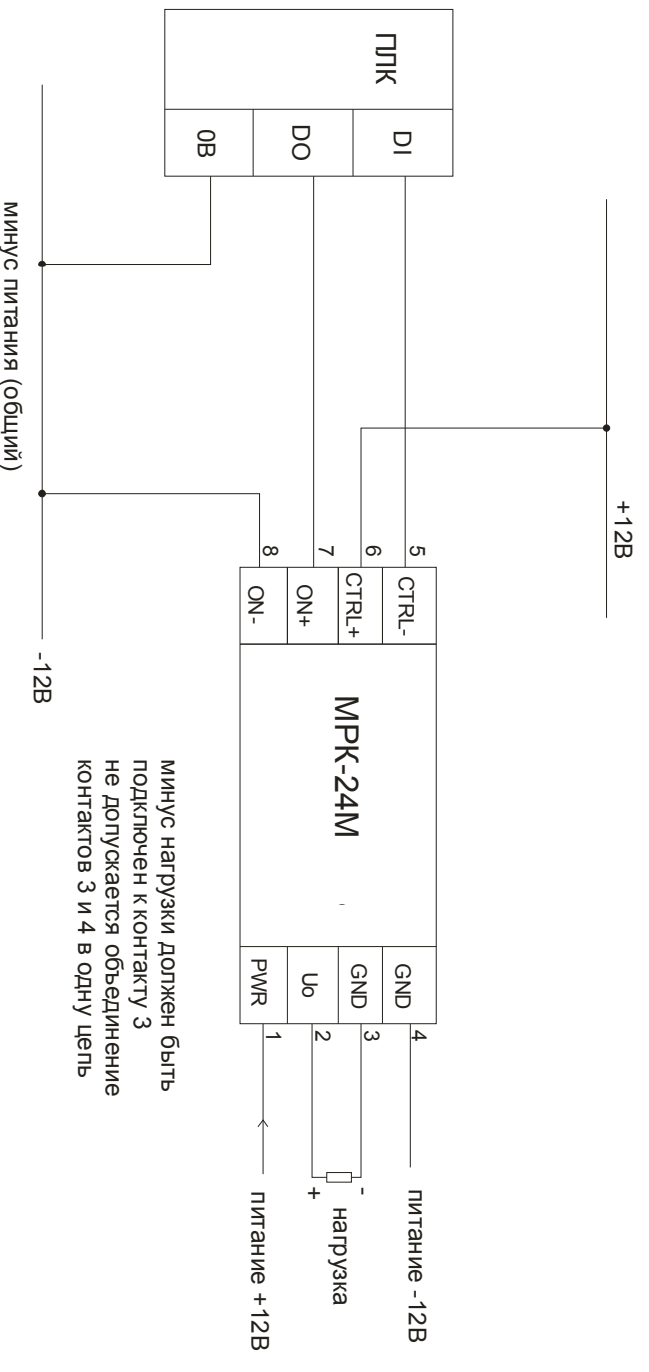 ПЛК
DI
DO
0В
+12В
-12В
минус питания (общий)
5
6
7
8
CTRL-
CTRL+
ON+
ON-
МРК-24М
GND
GND
Uo
PWR
4
3
2
1
питание -12В
-
+
нагрузка
питание +12В
минус нагрузки должен быть
подключен к контакту 3
не допускается объединение
контактов 3 и 4 в одну цепь